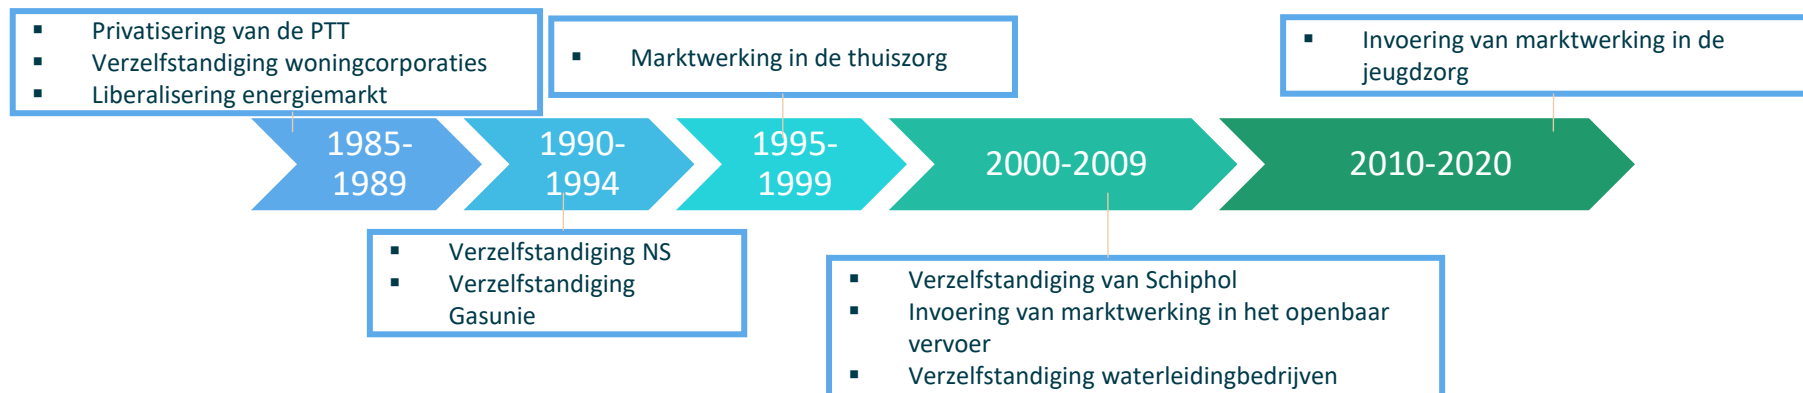 ▪ Privatisering van de PTT
▪ Verzelfstandiging woningcorporaties
▪ Liberalisering energiemarkt
▪ Marktwerking in de thuiszorg
▪ Invoering van marktwerking in de
jeugdzorg
1985-
1989
1990-
1994
1995-
1999
2000-2009
2010-2020
▪ Verzelfstandiging NS
▪ Verzelfstandiging
Gasunie
▪ Verzelfstandiging van Schiphol
▪ Invoering van marktwerking in het openbaar
vervoer
▪ Verzelfstandiging waterleidingbedrijven